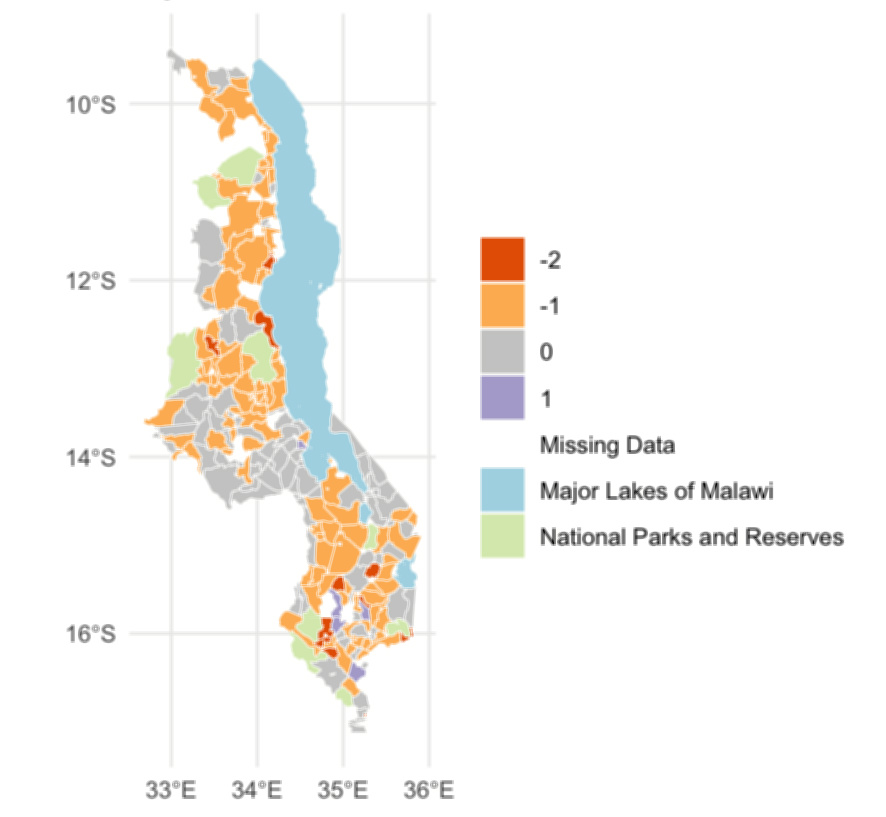 10°S
12°S
14°S
16°S
33°E 34°E 35°E 36°E
-2
-1
0
1
Missing Data
Major Lakes of Malawi
National Parks and Reserves